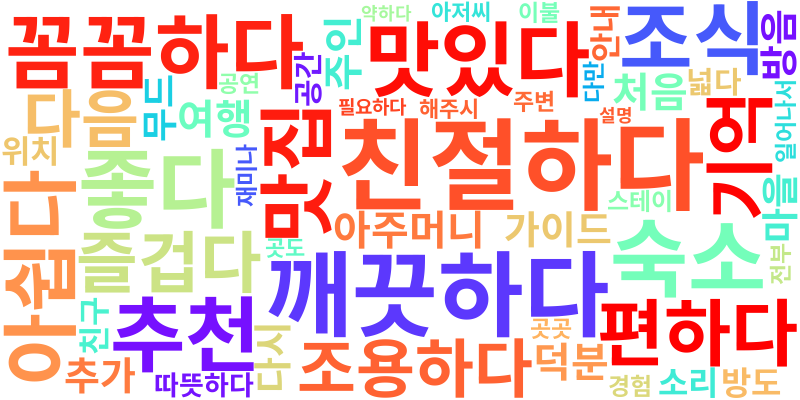 꼼꼼하다
맛있다
조식
약하다
아저씨
이불
안내
방음
주인
공간
공연
무드
여행
다음
처음
넓다
다만
필요하다
해주시
주변
설명
위치
좋다
재미나
맛집
친절하다
기억
일어나서
마을
스테이
아쉽다
즐겁다
곳도
아주머니
가이드
숙소
전부
깨끗하다
친구
추천
다시
조용하다
곳곳
덕분
편하다
추가
따뜻하다
경험
소리
방도